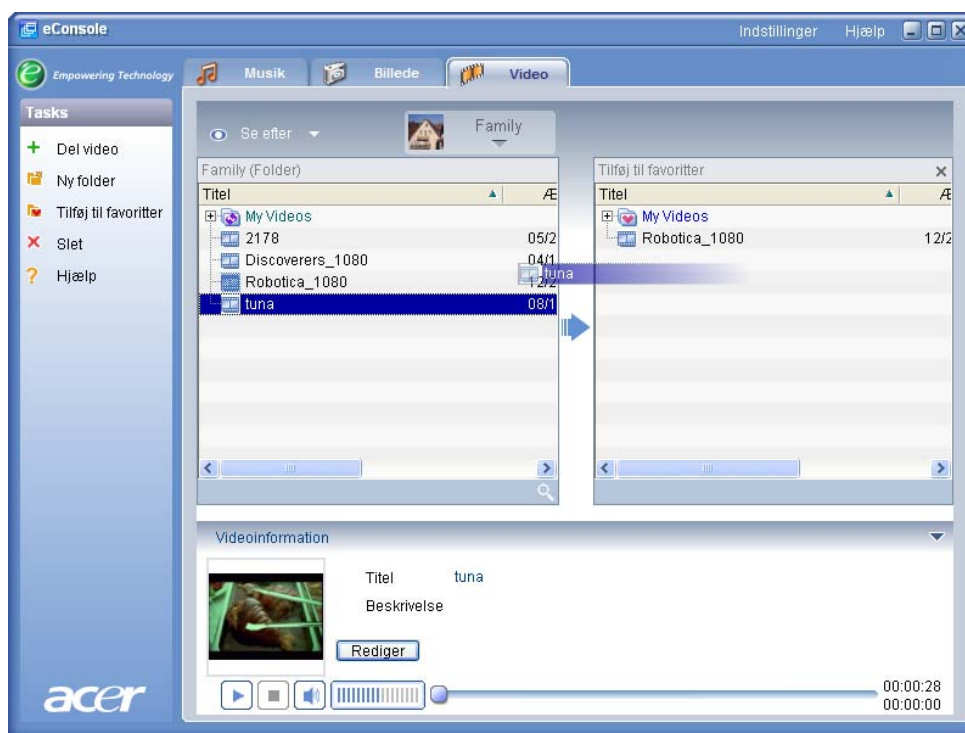 eConsole
Indstillinger Hjælp
Empowering Technology
Musik Billede Video
Tasks
Del video
Ny folder
Tilføj til favoritter
Slet
Hjælp
Se efter
Family
Family (Folder)
Titel Æ
My Videos
2178 05/2
Discoverers_1080 04/1
Robotica_1080 12/2
tuna 08/1
tuna
Tilføj til favoritter
Titel Æ
My Videos
Robotica_1080 12/2
Videoinformation
Titel tuna
Beskrivelse
Rediger
00:00:28
00:00:00
acer